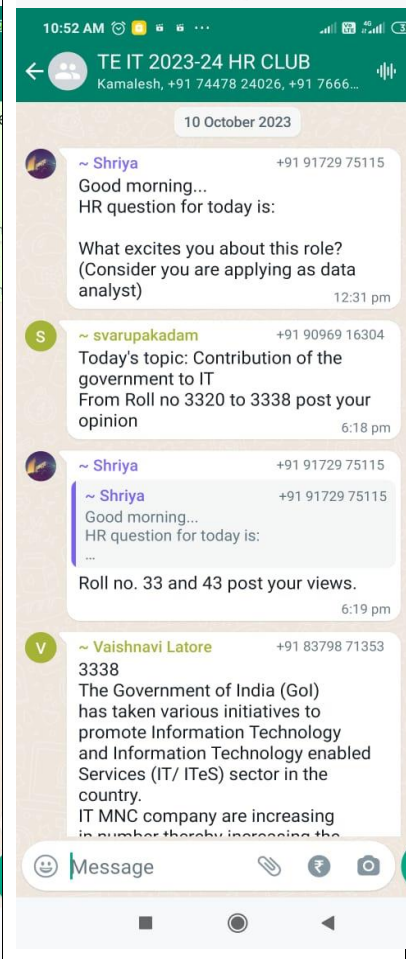 10:52 AM
4G
TE IT 2023-24 HR CLUB
Kamalesh, +91 74478 24026, +91 7666...
10 October 2023
~ Shriya +91 91729 75115
Good morning...
HR question for today is:
What excites you about this role?
(Consider you are applying as data
analyst)
12:31 pm
S
~ svarupakadam +91 90969 16304
Today's topic: Contribution of the
government to IT
From Roll no 3320 to 3338 post your
opinion
6:18 pm
~ Shriya +91 91729 75115
~ Shriya +91 91729 75115
Good morning...
HR question for today is:
...
Roll no. 33 and 43 post your views.
6:19 pm
V
~ Vaishnavi Latore +91 83798 71353
3338
The Government of India (GoI)
has taken various initiatives to
promote Information Technology
and Information Technology enabled
Services (IT/ ITeS) sector in the
country.
IT MNC company are increasing
in number thereby increasing the
Message
₹